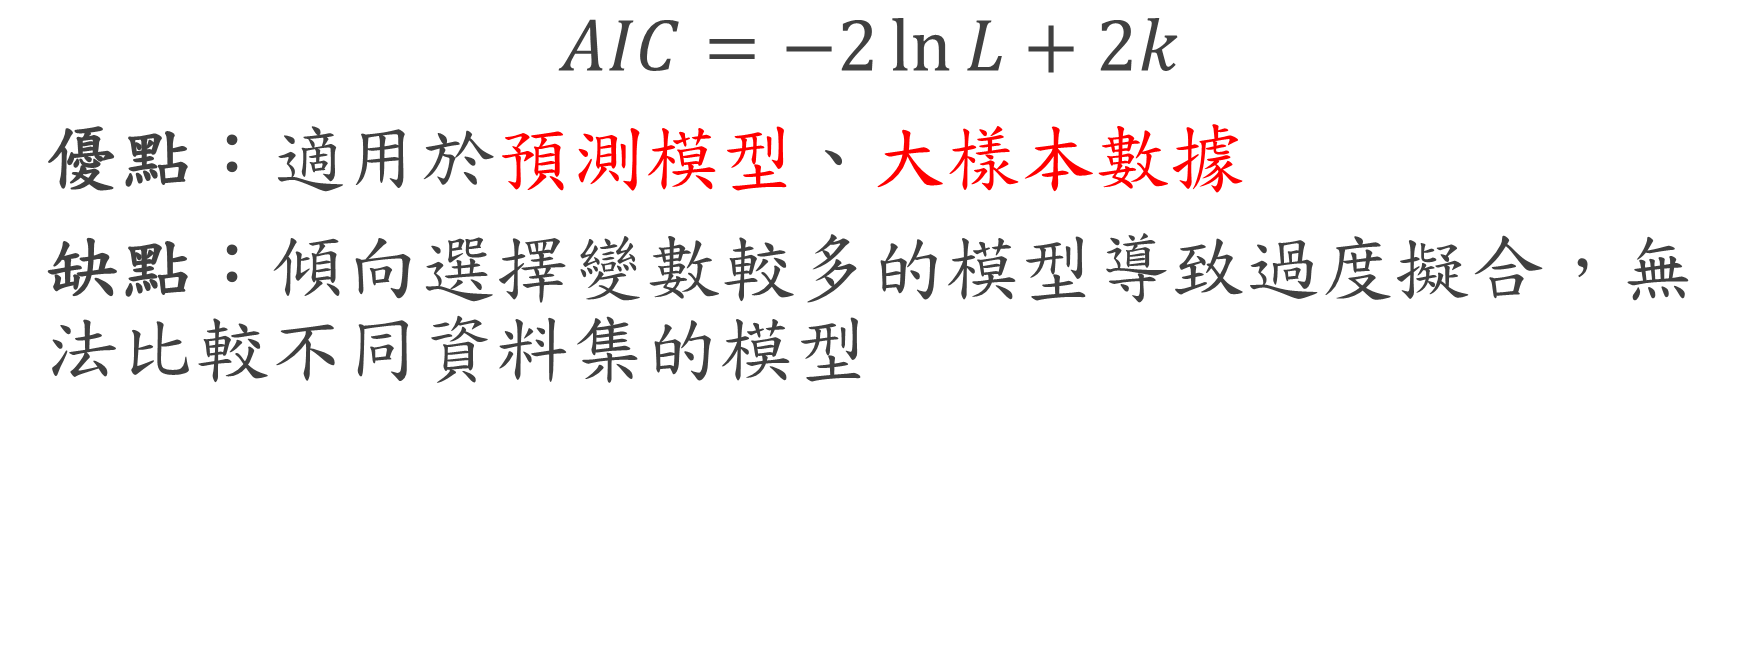 AIC = −2 ln L + 2k
優點：適用於預測模型、大樣本數據
缺點：傾向選擇變數較多的模型導致過度擬合，無
法比較不同資料集的模型